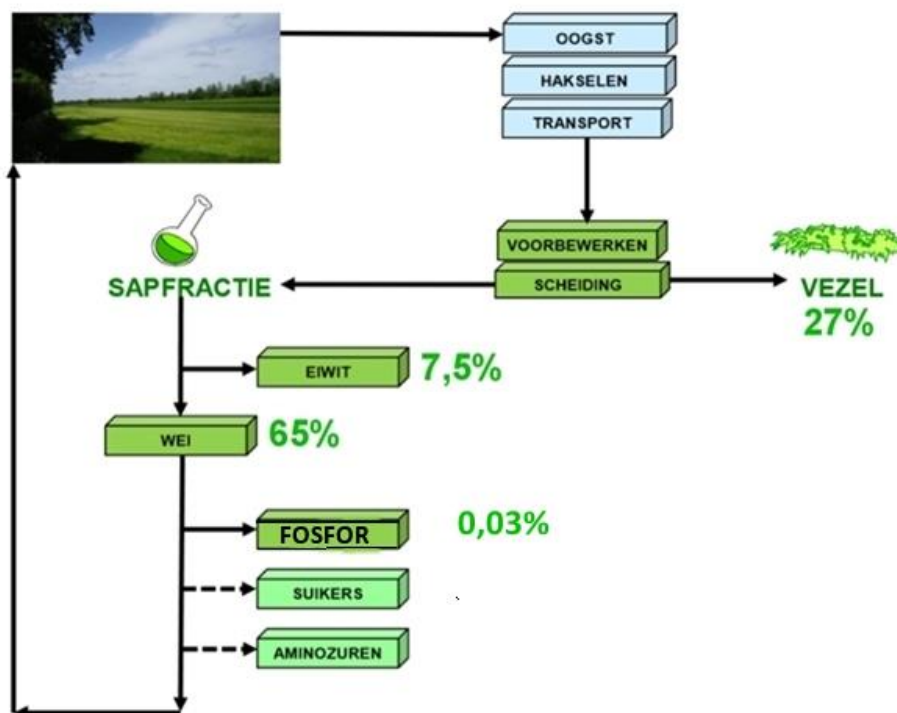 OOGST
HAKSELEN
TRANSPORT
VOORBEWERKEN
SCHEIDING
SAPFRACTIE
VEZEL
27%
EIWIT 7,5%
WEI 65%
FOSFOR 0,03%
SUIKERS
AMINOZUREN